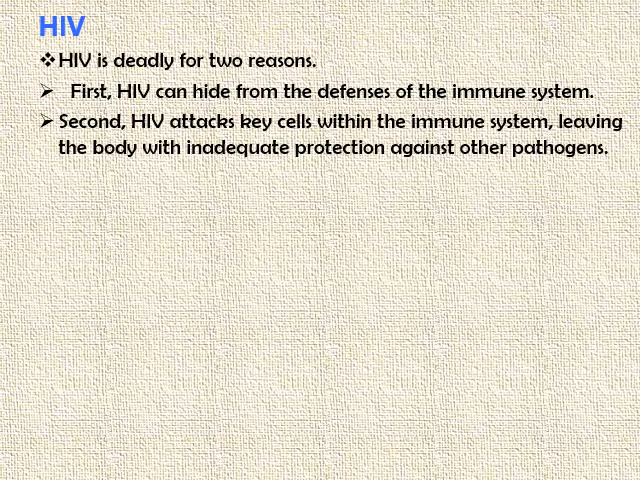 HIV
❖HIV is deadly for two reasons.
➢ First, HIV can hide from the defenses of the immune system.
➢ Second, HIV attacks key cells within the immune system, leaving
the body with inadequate protection against other pathogens.